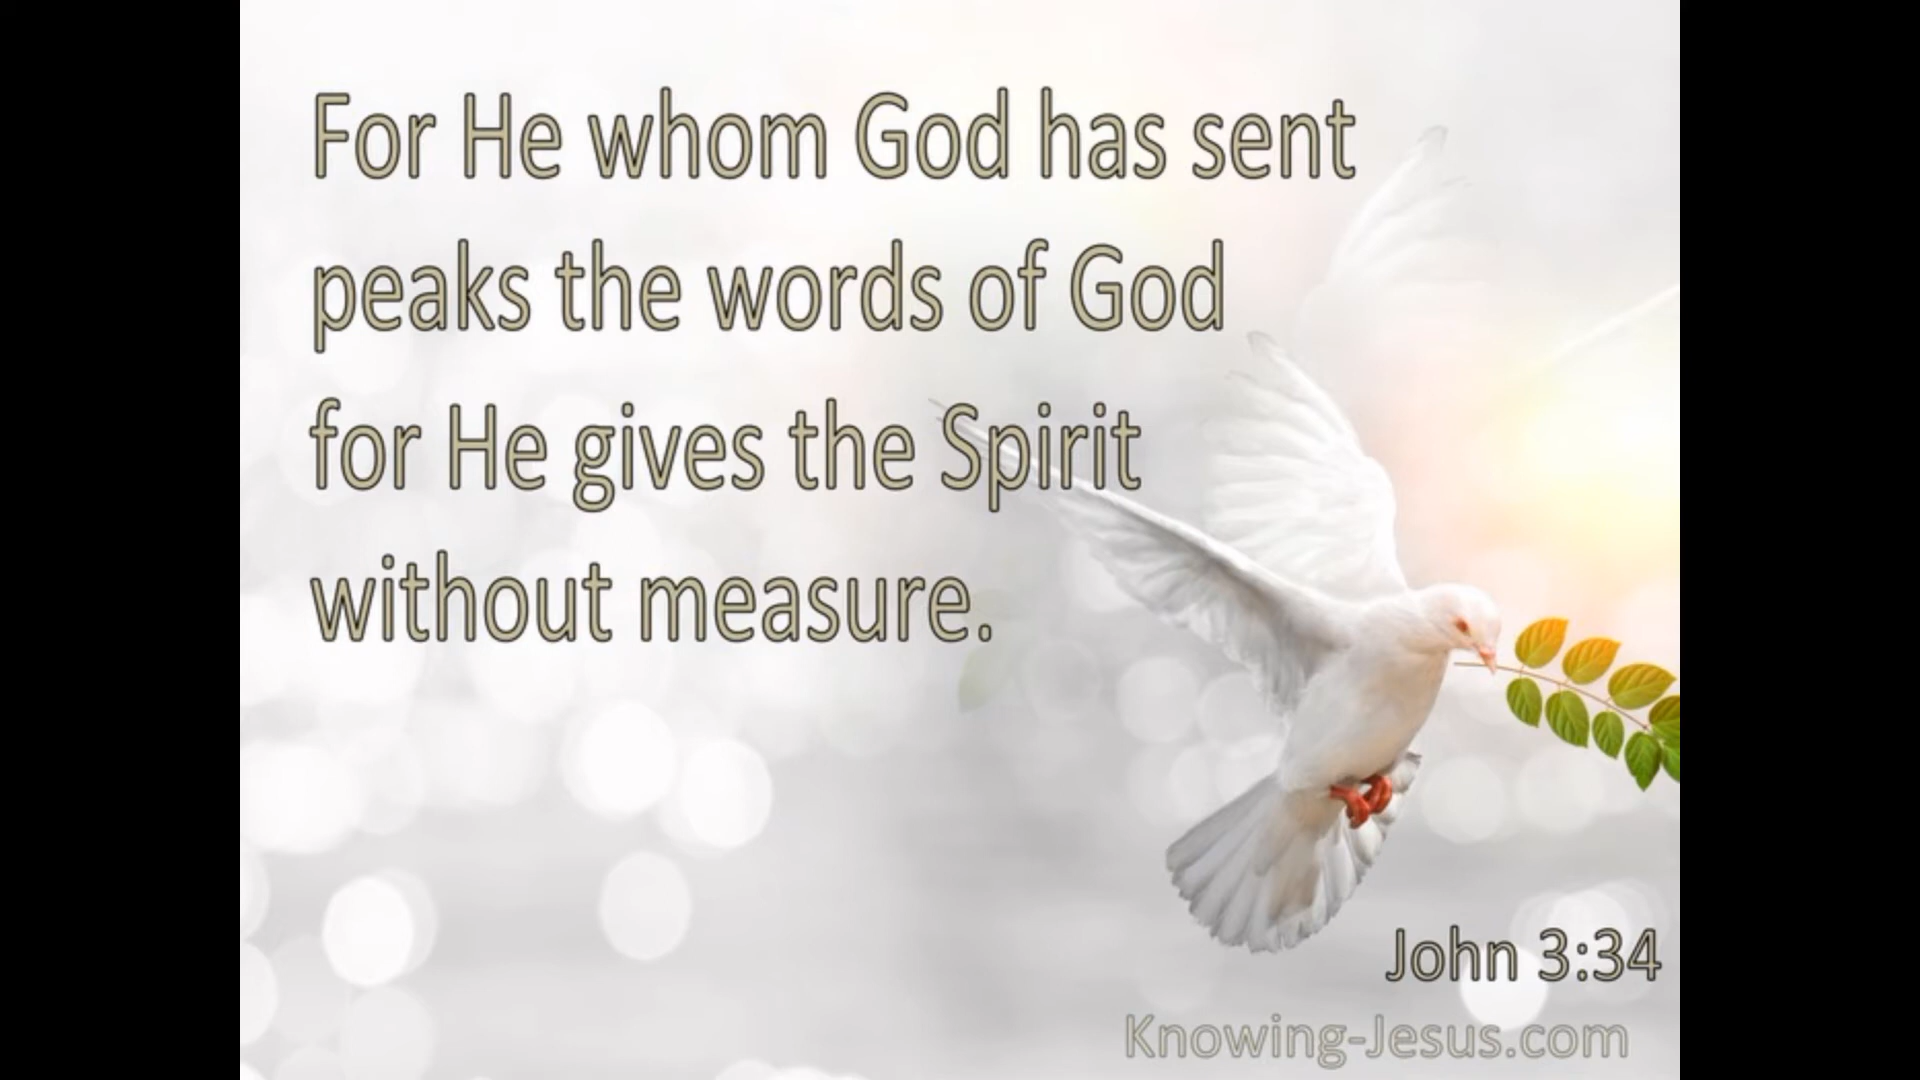 For He whom God has sent
peaks the words of God
for He gives the Spirit
without measure.
John 3:34
Knowing-Jesus.com